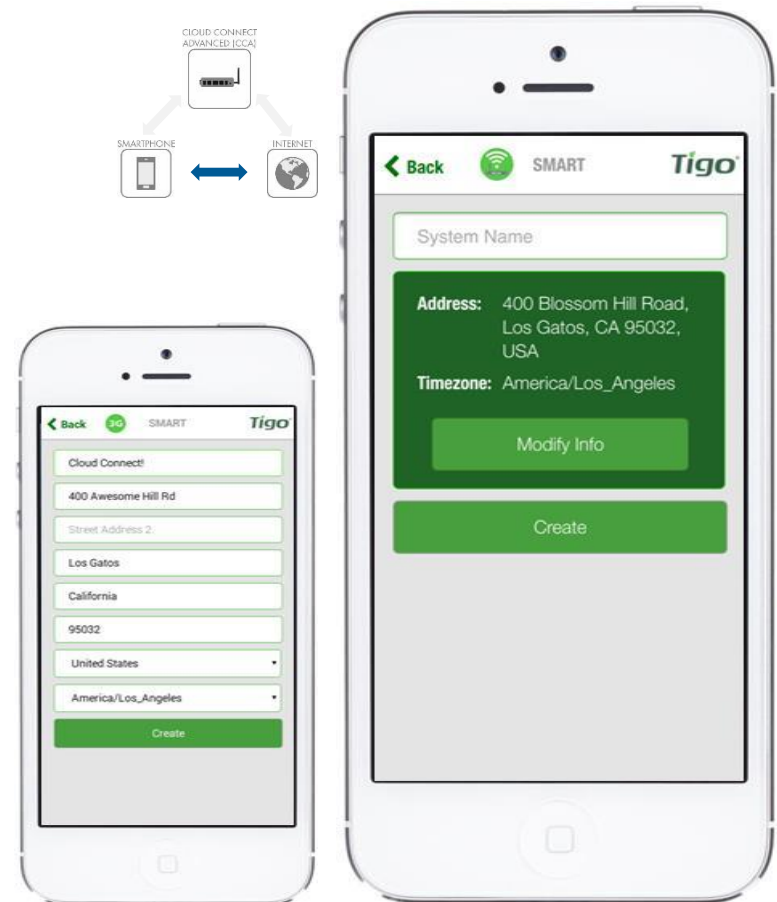 CLOUD CONNECT
ADVANCED (CCA)
SMARTPHONE
INTERNET
Back
SMART
Tigo
System Name
Address: 400 Blossom Hill Road,
Los Gatos, CA 95032,
USA
Timezone: America/Los_Angeles
Modify Info
Create
Back
3G
SMART
Tigo
Cloud Connect!
400 Awesome Hill Rd
Street Address 2.
Los Gatos
California
95032
United States
America/Los_Angeles
Create